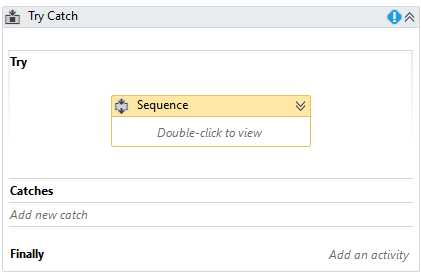 Try Catch
Try
Sequence
Double-click to view
Catches
Add new catch
Finally
Add an activity